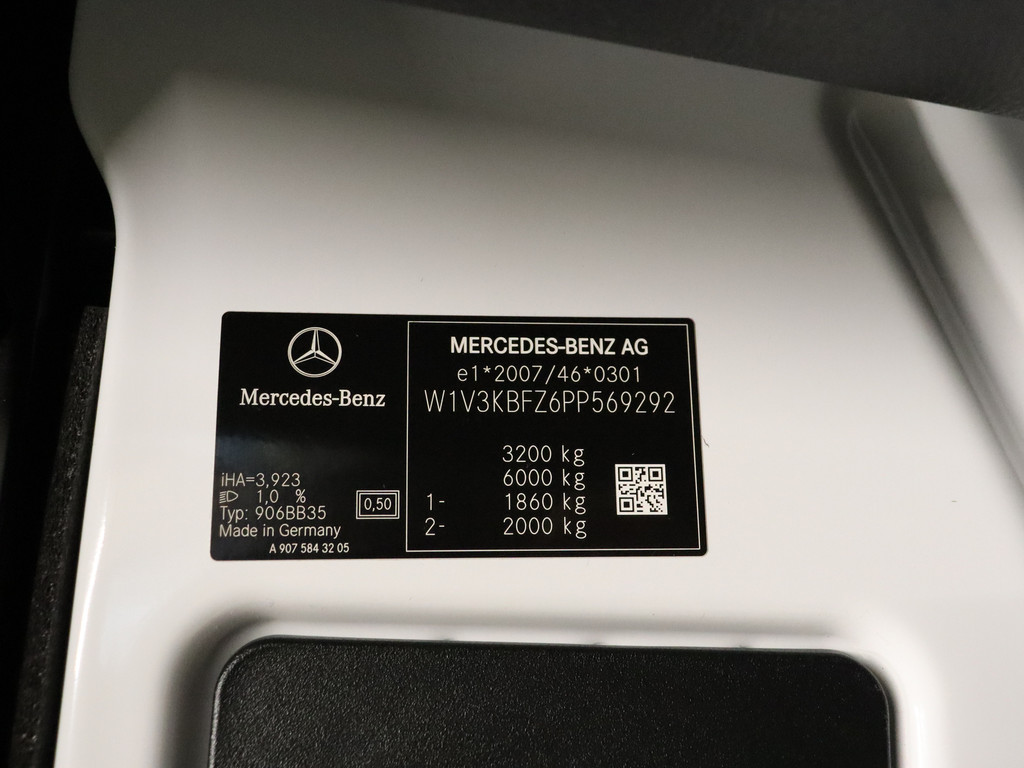 Mercedes-Benz
iHA=3,923
1,0 %
Typ: 906BB35
Made in Germany
A 907 584 32 05
0,50
MERCEDES-BENZ AG
e1*2007/46*0301
W1V3KBFZ6PP569292
3200 kg
6000 kg
1- 1860 kg
2- 2000 kg